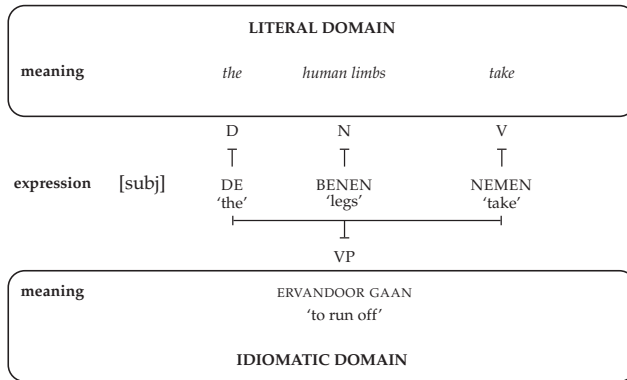 LITERAL DOMAIN
meaning the human limbs take
D N V
expression [subj] DE BENEN NEMEN
'the' 'legs' 'take'
VP
meaning ERVANDOOR GAAN
'to run off'
IDIOMATIC DOMAIN